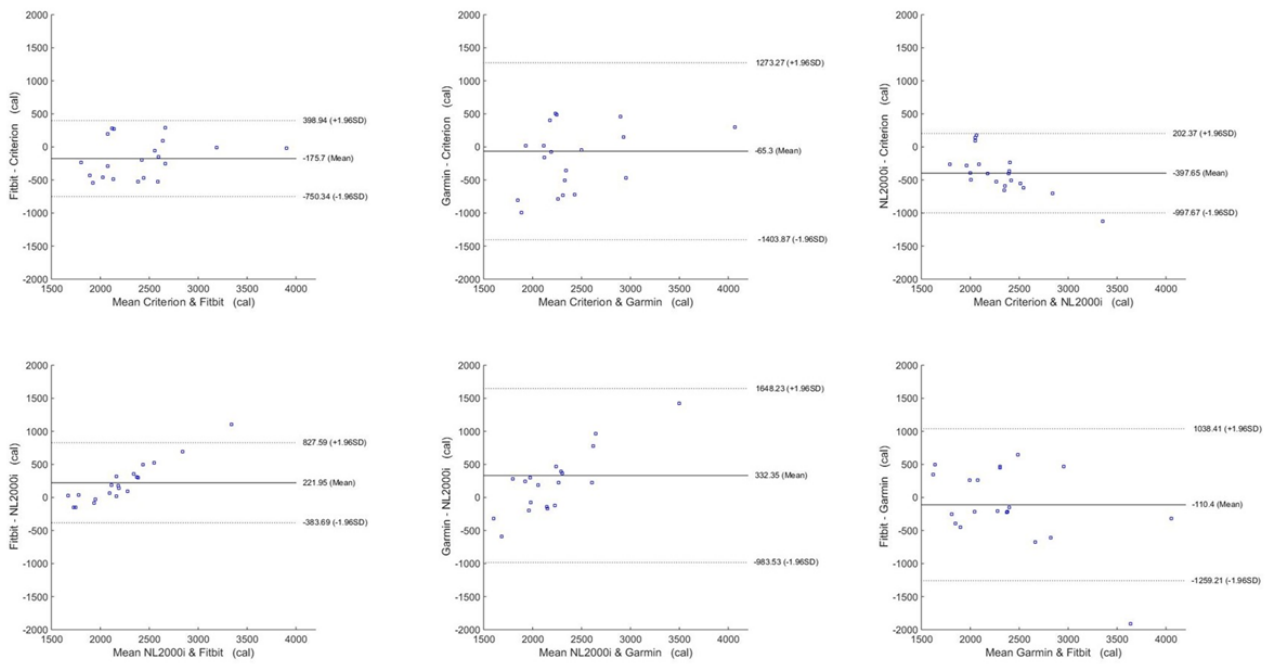 2000
1500
1000
500
0
-500
-1000
-1500
-2000
Fitbit - Criterion (cal)
398.94 (+1.96SD)
-175.7 (Mean)
-750.34 (-1.96SD)
1500 2000 2500 3000 3500 4000
Mean Criterion & Fitbit (cal)
2000
1500
1000
500
0
-500
-1000
-1500
-2000
Garmin - Criterion (cal)
1273.27 (+1.96SD)
-65.3 (Mean)
-1403.87 (-1.96SD)
1500 2000 2500 3000 3500 4000
Mean Criterion & Garmin (cal)
2000
1500
1000
500
0
-500
-1000
-1500
-2000
NL2000i - Criterion (cal)
202.37 (+1.96SD)
-397.65 (Mean)
-997.67 (-1.96SD)
1500 2000 2500 3000 3500 4000
Mean Criterion & NL2000i (cal)
2000
1500
1000
500
0
-500
-1000
-1500
-2000
Fitbit - NL2000i (cal)
827.59 (+1.96SD)
221.95 (Mean)
-383.69 (-1.96SD)
1500 2000 2500 3000 3500 4000
Mean NL2000i & Fitbit (cal)
2000
1500
1000
500
0
-500
-1000
-1500
-2000
Garmin - NL2000i (cal)
1648.23 (+1.96SD)
332.35 (Mean)
-983.53 (-1.96SD)
1500 2000 2500 3000 3500 4000
Mean NL2000i & Garmin (cal)
2000
1500
1000
500
0
-500
-1000
-1500
-2000
Fitbit - Garmin (cal)
1038.41 (+1.96SD)
-110.4 (Mean)
-1259.21 (-1.96SD)
1500 2000 2500 3000 3500 4000
Mean Garmin & Fitbit (cal)